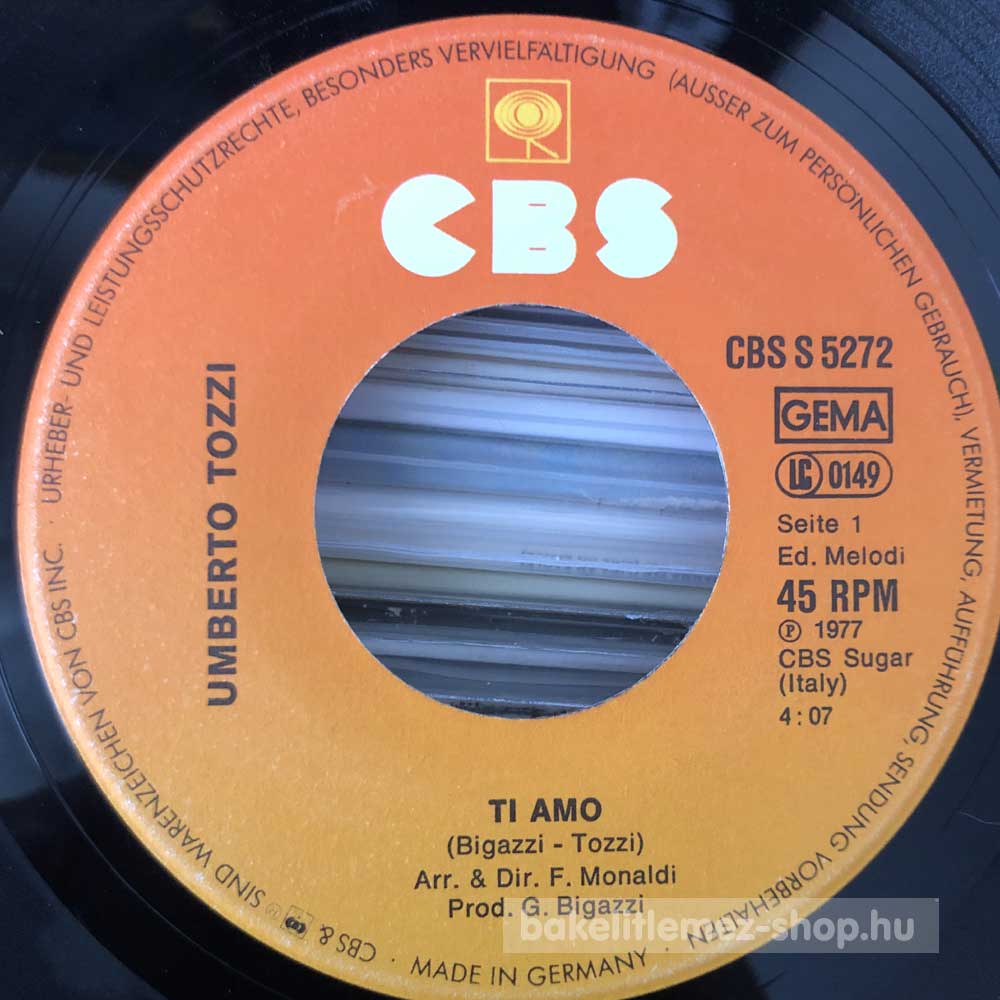 URHEBER- UND LEISTUNGSSCHUTZRECHTE, BESONDERS VERVIELFÄLTIGUNG (AUSSER ZUM PERSÖNLICHEN GEBRAUCH), VERMIETUNG, AUFFÜHRUNG, SENDUNG VORBEHALTEN · MADE IN GERMANY · CBS & SIND WARENZEICHEN VON CBS INC. ·
CBS
UMBERTO TOZZI
CBS S 5272
GEMA
LC 0149
Seite 1
Ed. Melodi
45 RPM
Ⓟ 1977
CBS Sugar
(Italy)
4:07
TI AMO
(Bigazzi - Tozzi)
Arr. & Dir. F. Monaldi
Prod. G. Bigazzi
bakelitlemez-shop.hu